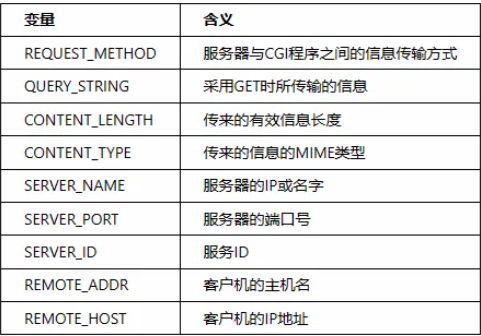 变量 含义
REQUEST_METHOD 服务器与CGI程序之间的信息传输方式
QUERY_STRING 采用GET时所传输的信息
CONTENT_LENGTH 传来的有效信息长度
CONTENT_TYPE 传来的信息的MIME类型
SERVER_NAME 服务器的IP或名字
SERVER_PORT 服务器的端口号
SERVER_ID 服务ID
REMOTE_ADDR 客户机的主机名
REMOTE_HOST 客户机的IP地址